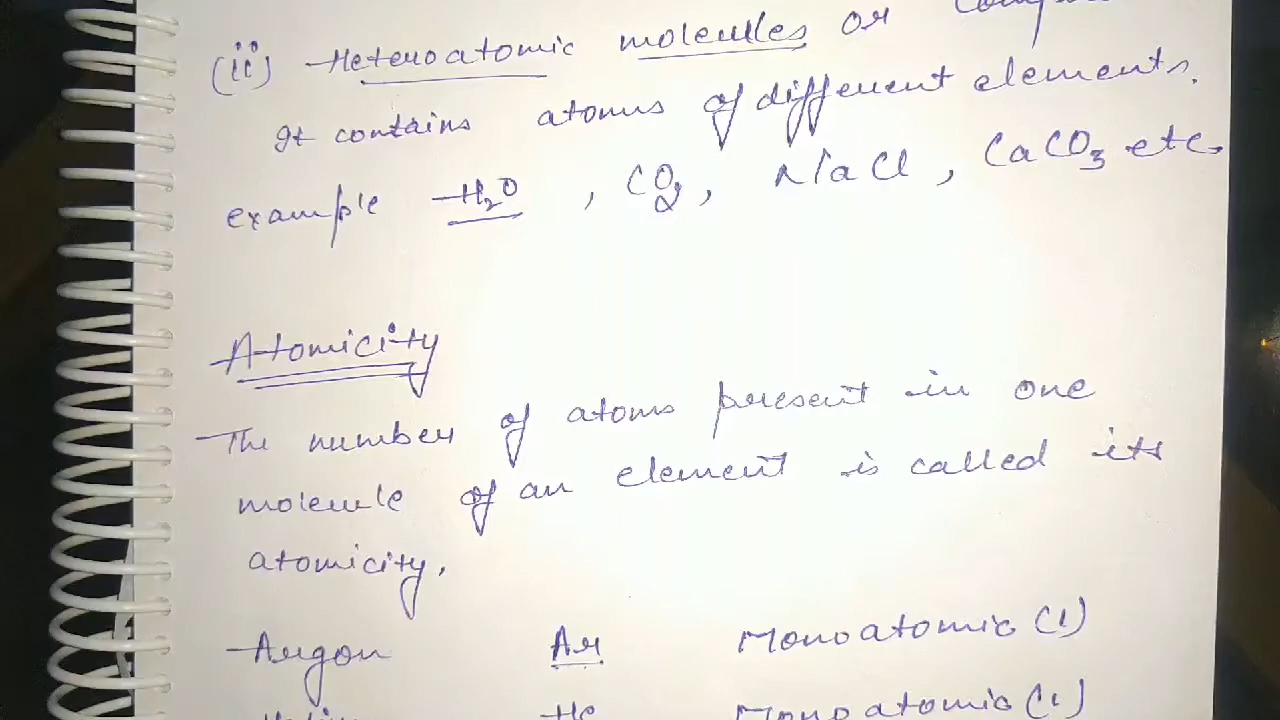 (ii) Heteroatomic molecules or
It contains atoms of different elements.
example H₂O , CO₂ , NaCl , CaCO₃ etc.
Atomicity
The number of atoms present in one
molecule of an element is called its
atomicity.
Argon Ar Monoatomic (1)
He Monoatomic (1)